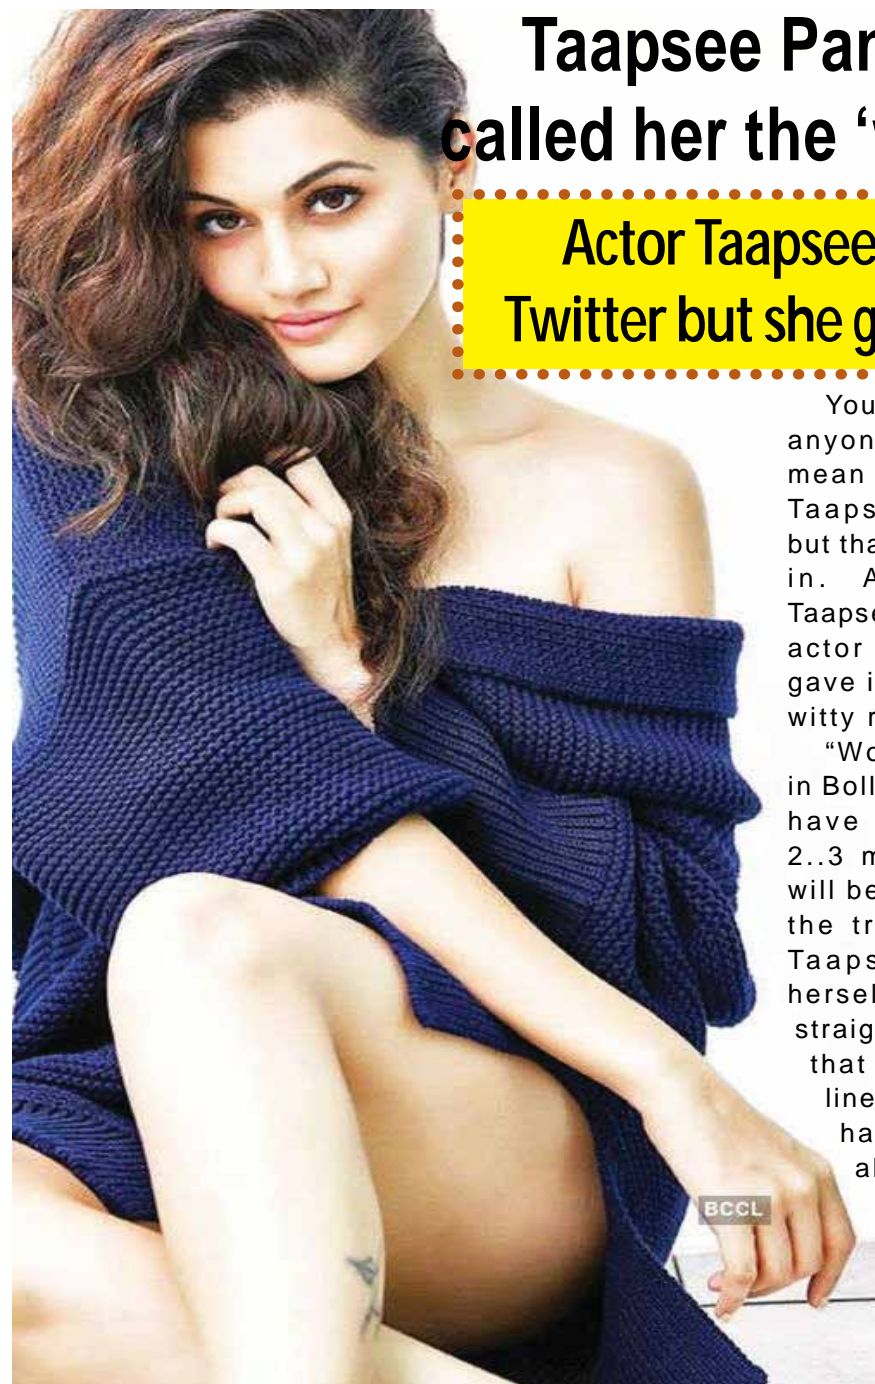 Taapsee Pan
called her the ‘
Actor Taapsee
Twitter but she g
You
anyon
mean
Taaps
but tha
in. A
Taapse
actor
gave i
witty r
“Wo
in Boll
have
2..3 m
will be
the tr
Taaps
hersel
straig
that
line
ha
al
BCCL